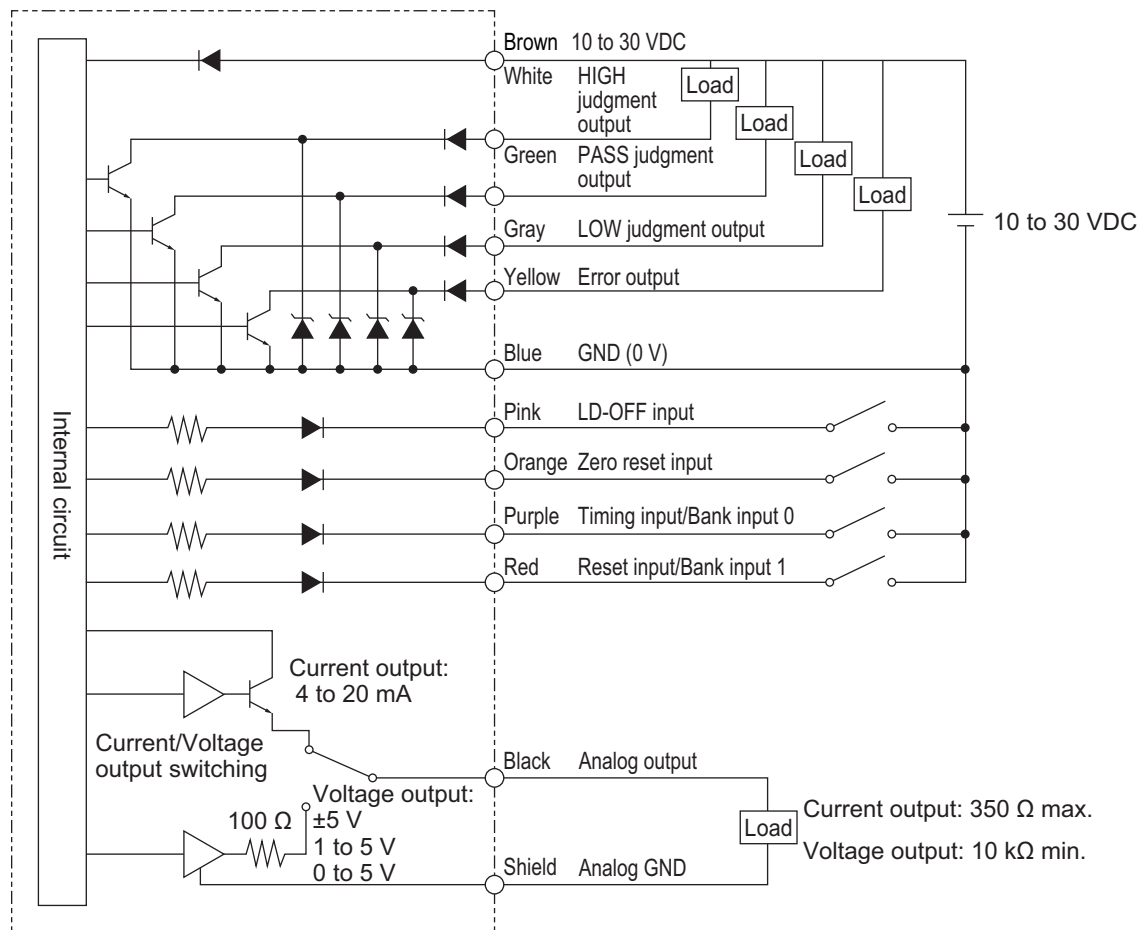 Brown 10 to 30 VDC
White HIGH
judgment
output
Load
Load
Load
Load
Green PASS judgment
output
Gray LOW judgment output
10 to 30 VDC
Yellow Error output
Blue GND (0 V)
Internal circuit
Pink LD-OFF input
Orange Zero reset input
Purple Timing input/Bank input 0
Red Reset input/Bank input 1
Current output:
4 to 20 mA
Current/Voltage
output switching
Black Analog output
Voltage output:
±5 V
1 to 5 V
0 to 5 V
100 Ω
Load
Current output: 350 Ω max.
Voltage output: 10 kΩ min.
Shield Analog GND